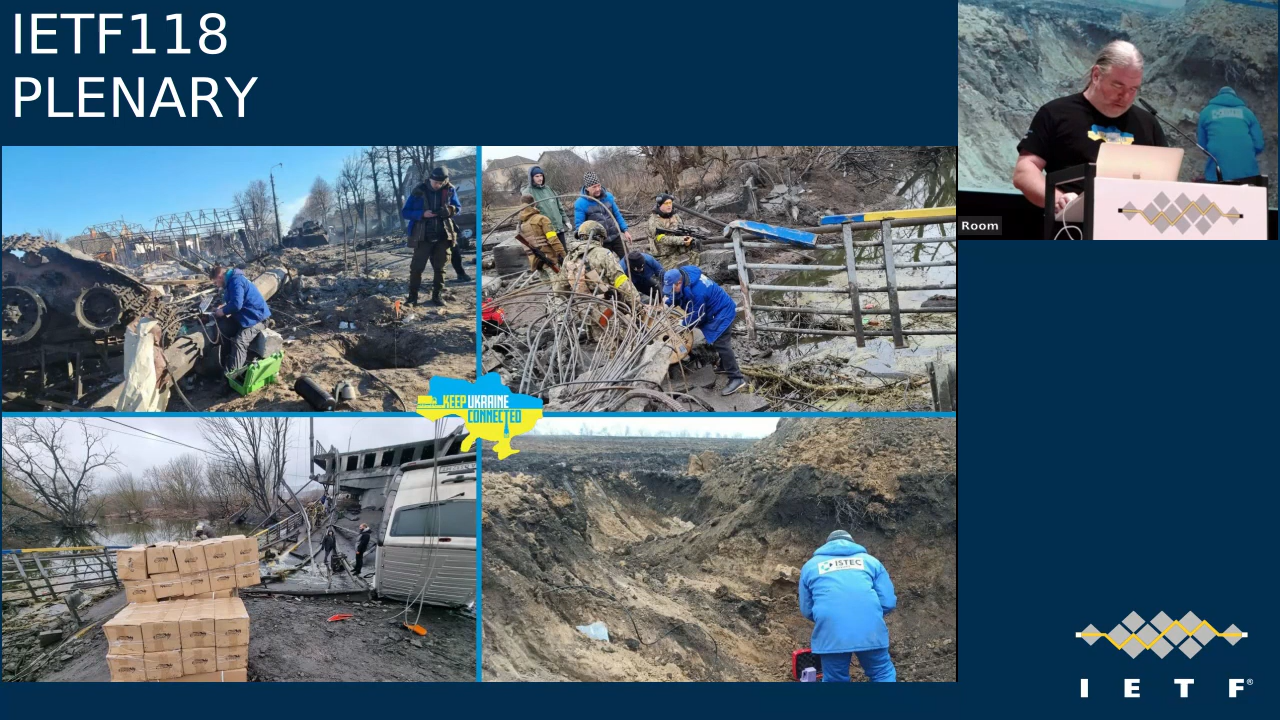 IETF118
PLENARY
Room
KEEP UKRAINE
CONNECTED
ISTEC
I E T F®